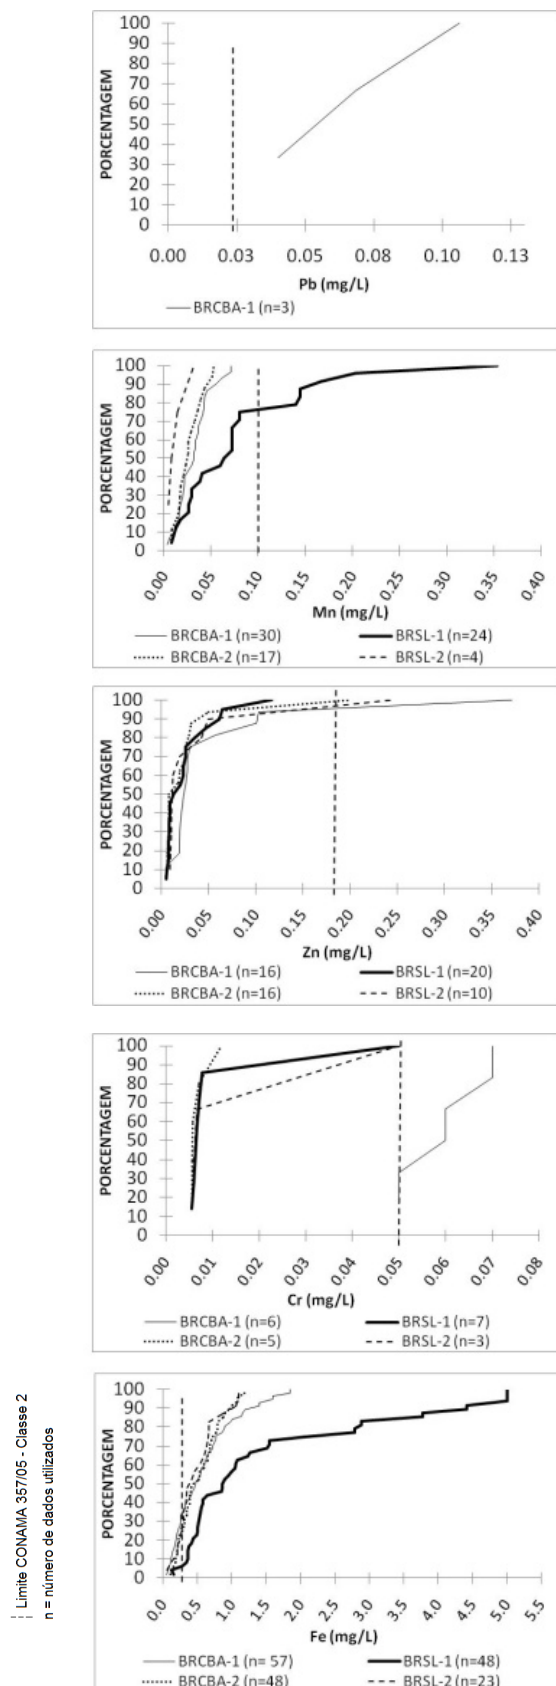 PORCENTAGEM
100
90
80
70
60
50
40
30
20
10
0
0.00 0.03 0.05 0.08 0.10 0.13
Pb (mg/L)
BRCBA-1 (n=3)
PORCENTAGEM
100
90
80
70
60
50
40
30
20
10
0
0.00 0.05 0.10 0.15 0.20 0.25 0.30 0.35 0.40
Mn (mg/L)
BRCBA-1 (n=30) BRSL-1 (n=24)
BRCBA-2 (n=17) BRSL-2 (n=4)
PORCENTAGEM
100
90
80
70
60
50
40
30
20
10
0
0.00 0.05 0.10 0.15 0.20 0.25 0.30 0.35 0.40
Zn (mg/L)
BRCBA-1 (n=16) BRSL-1 (n=20)
BRCBA-2 (n=16) BRSL-2 (n=10)
PORCENTAGEM
100
90
80
70
60
50
40
30
20
10
0
0.00 0.01 0.02 0.03 0.04 0.05 0.06 0.07 0.08
Cr (mg/L)
BRCBA-1 (n=6) BRSL-1 (n=7)
BRCBA-2 (n=5) BRSL-2 (n=3)
PORCENTAGEM
100
90
80
70
60
50
40
30
20
10
0
0.0 0.5 1.0 1.5 2.0 2.5 3.0 3.5 4.0 4.5 5.0 5.5
Fe (mg/L)
BRCBA-1 (n= 57) BRSL-1 (n=48)
BRCBA-2 (n=48) BRSL-2 (n=23)
Limite CONAMA 357/05 - Classe 2
n = número de dados utilizados